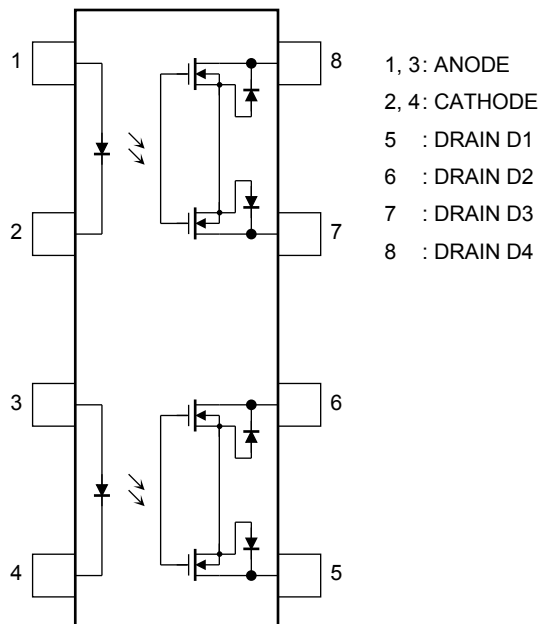 1
2
3
4
8
7
6
5
1, 3: ANODE
2, 4: CATHODE
5 : DRAIN D1
6 : DRAIN D2
7 : DRAIN D3
8 : DRAIN D4